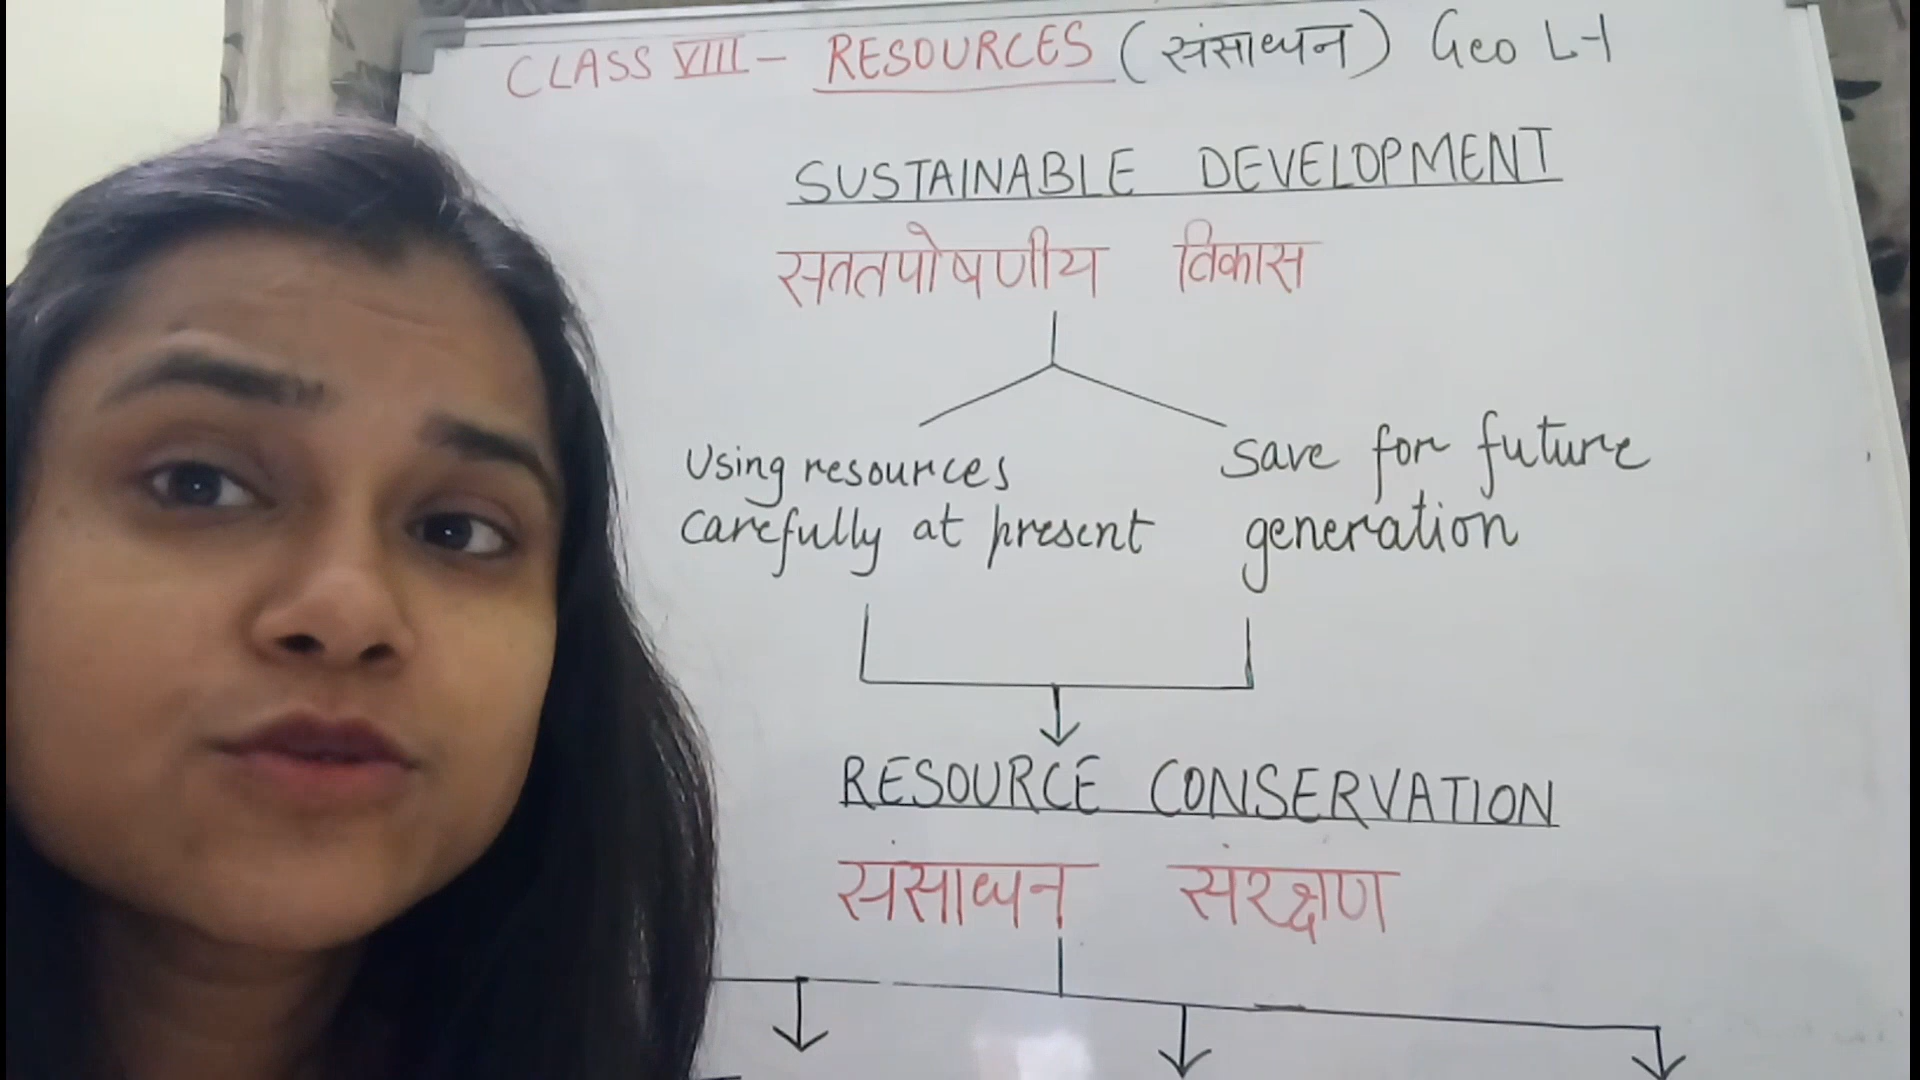 CLASS VIII - RESOURCES (संसाधन) Geo L-1
SUSTAINABLE DEVELOPMENT
सततपोषणीय विकास
Using resources
carefully at present
Save for future
generation
RESOURCE CONSERVATION
संसाधन संरक्षण